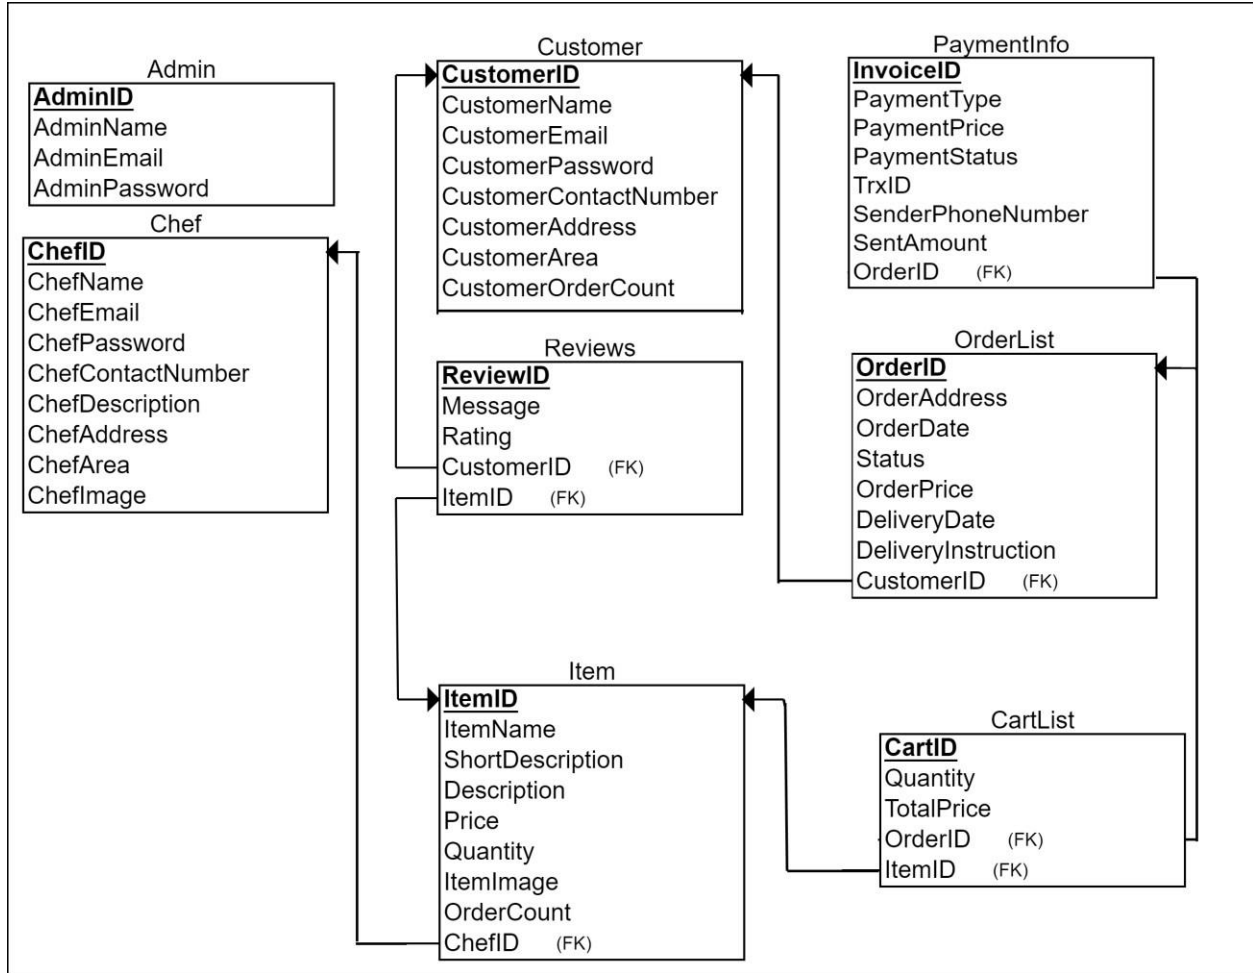 Admin
AdminID
AdminName
AdminEmail
AdminPassword
Chef
ChefID
ChefName
ChefEmail
ChefPassword
ChefContactNumber
ChefDescription
ChefAddress
ChefArea
ChefImage
Customer
CustomerID
CustomerName
CustomerEmail
CustomerPassword
CustomerContactNumber
CustomerAddress
CustomerArea
CustomerOrderCount
Reviews
ReviewID
Message
Rating
CustomerID (FK)
ItemID (FK)
Item
ItemID
ItemName
ShortDescription
Description
Price
Quantity
ItemImage
OrderCount
ChefID (FK)
PaymentInfo
InvoiceID
PaymentType
PaymentPrice
PaymentStatus
TrxID
SenderPhoneNumber
SentAmount
OrderID (FK)
OrderList
OrderID
OrderAddress
OrderDate
Status
OrderPrice
DeliveryDate
DeliveryInstruction
CustomerID (FK)
CartList
CartID
Quantity
TotalPrice
OrderID (FK)
ItemID (FK)